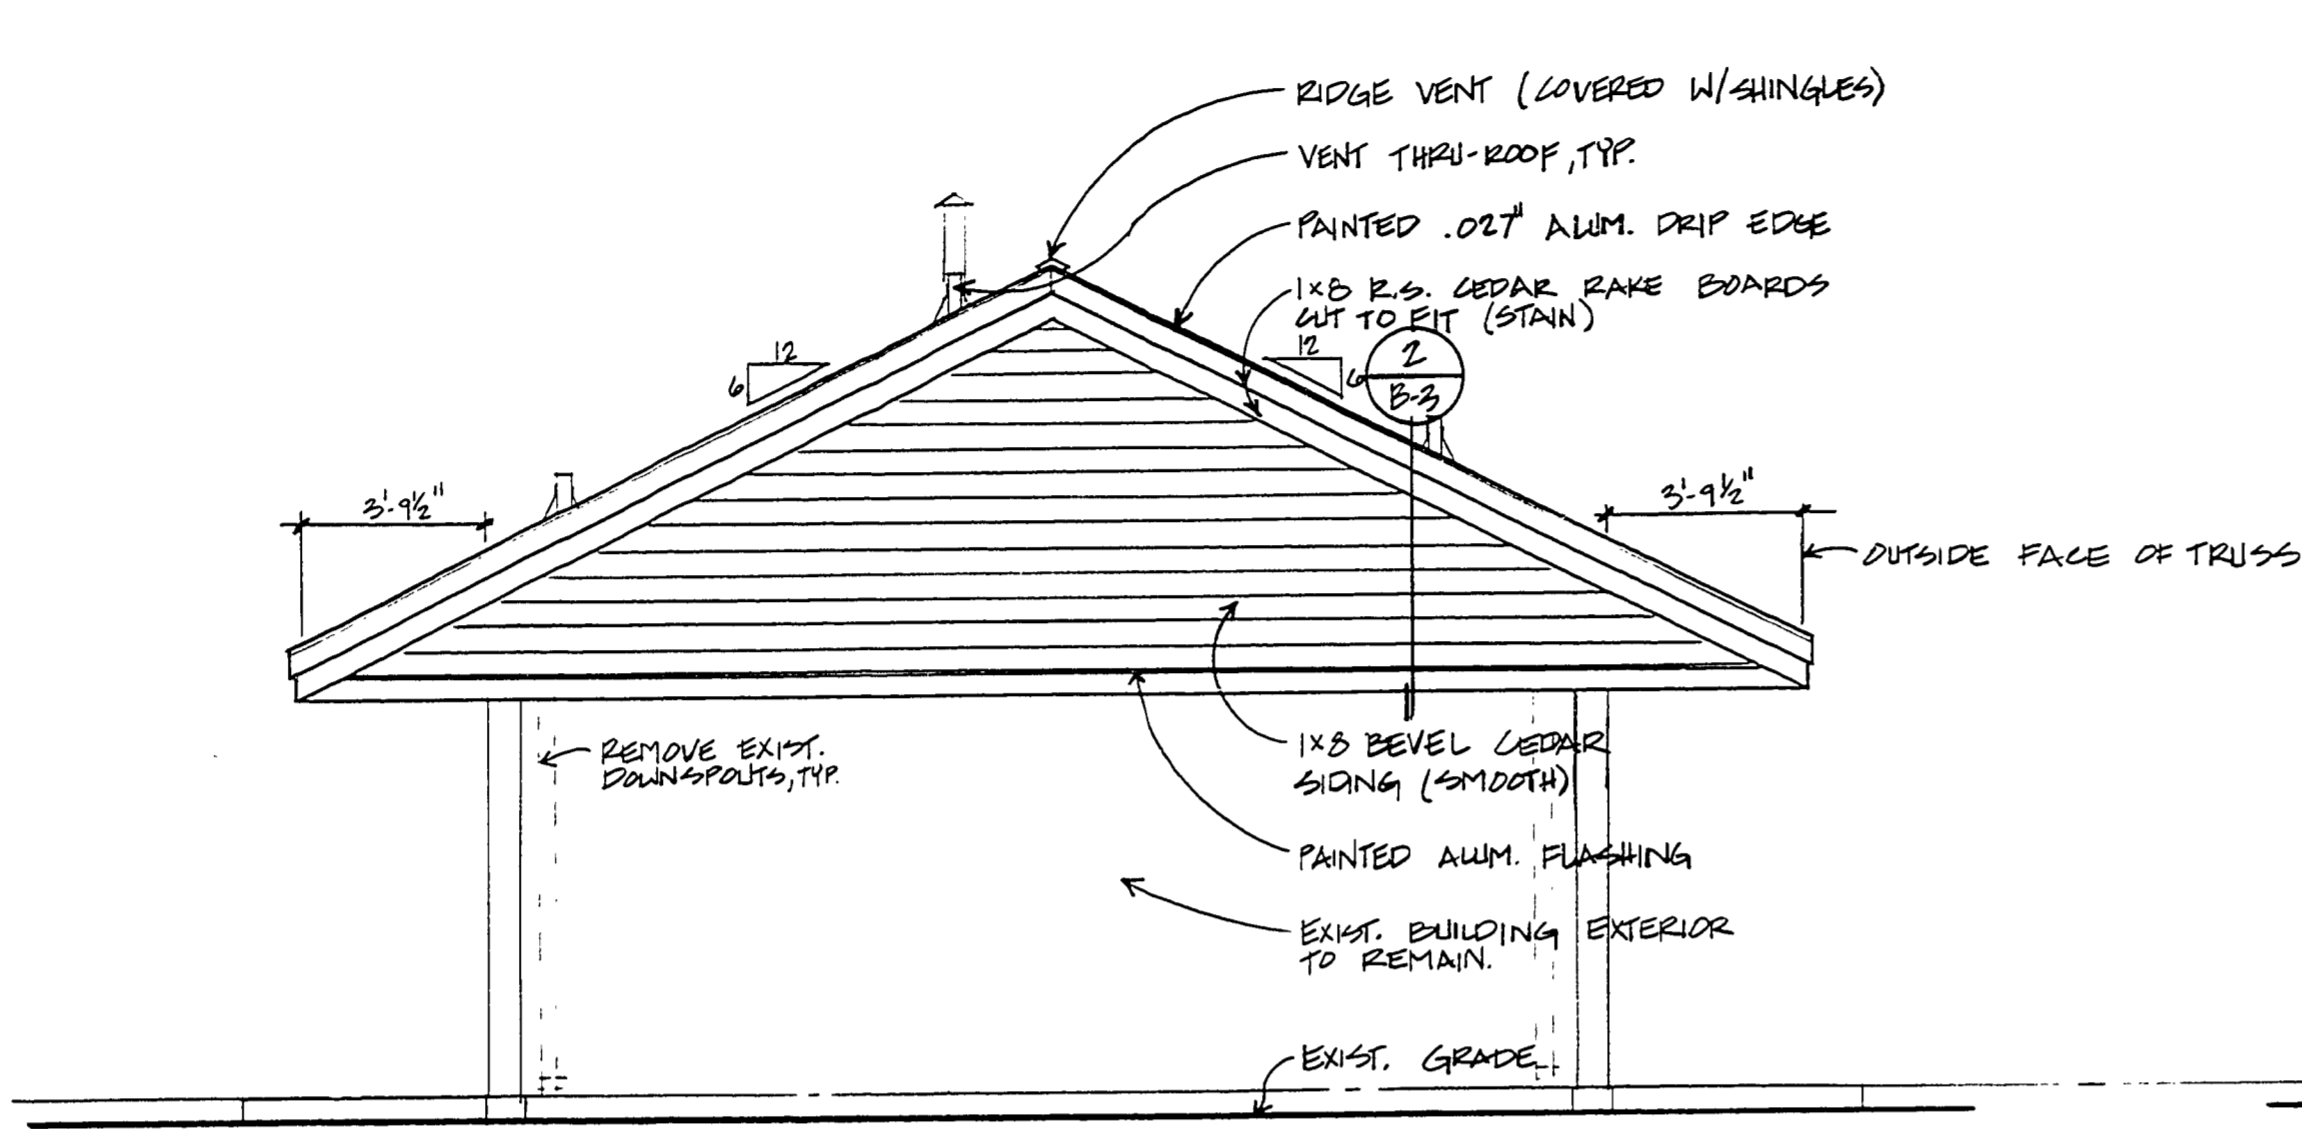 RIDGE VENT (COVERED W/SHINGLES)
VENT THRU-ROOF, TYP.
PAINTED .027" ALUM. DRIP EDGE
1x8 R.S. CEDAR RAKE BOARDS
CUT TO FIT (STAIN)
12
6
12
6
2
B-3
3'-9½"
3'-9½"
OUTSIDE FACE OF TRUSS
REMOVE EXIST.
DOWNSPOUTS, TYP.
1x8 BEVEL CEDAR
SIDING (SMOOTH)
PAINTED ALUM. FLASHING
EXIST. BUILDING EXTERIOR
TO REMAIN.
EXIST. GRADE